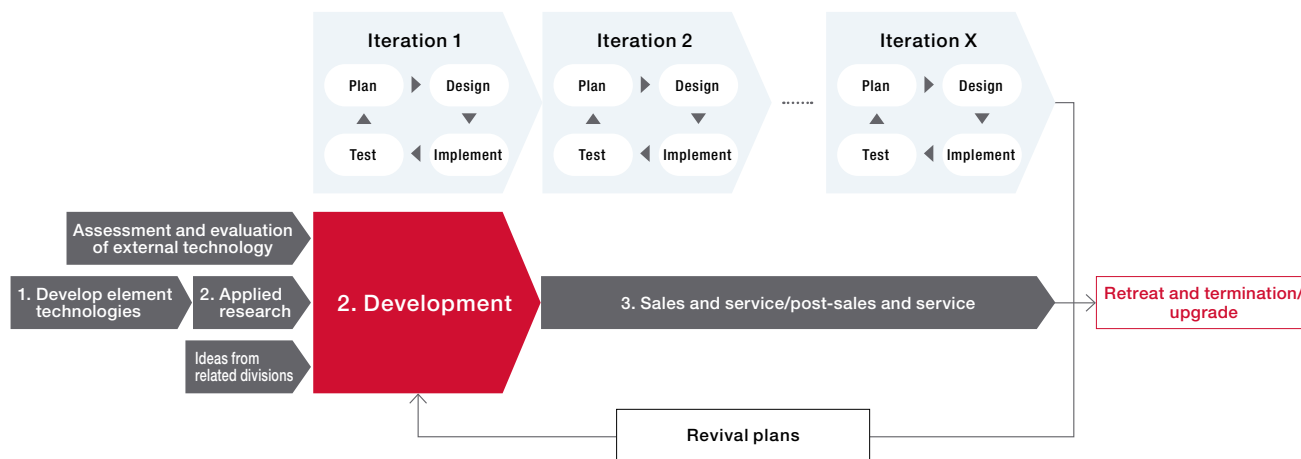 Iteration 1
Plan
Design
Test
Implement
Iteration 2
Plan
Design
Test
Implement
......
Iteration X
Plan
Design
Test
Implement
Assessment and evaluation
of external technology
1. Develop element
technologies
2. Applied
research
Ideas from
related divisions
2. Development
3. Sales and service/post-sales and service
Retreat and termination/
upgrade
Revival plans